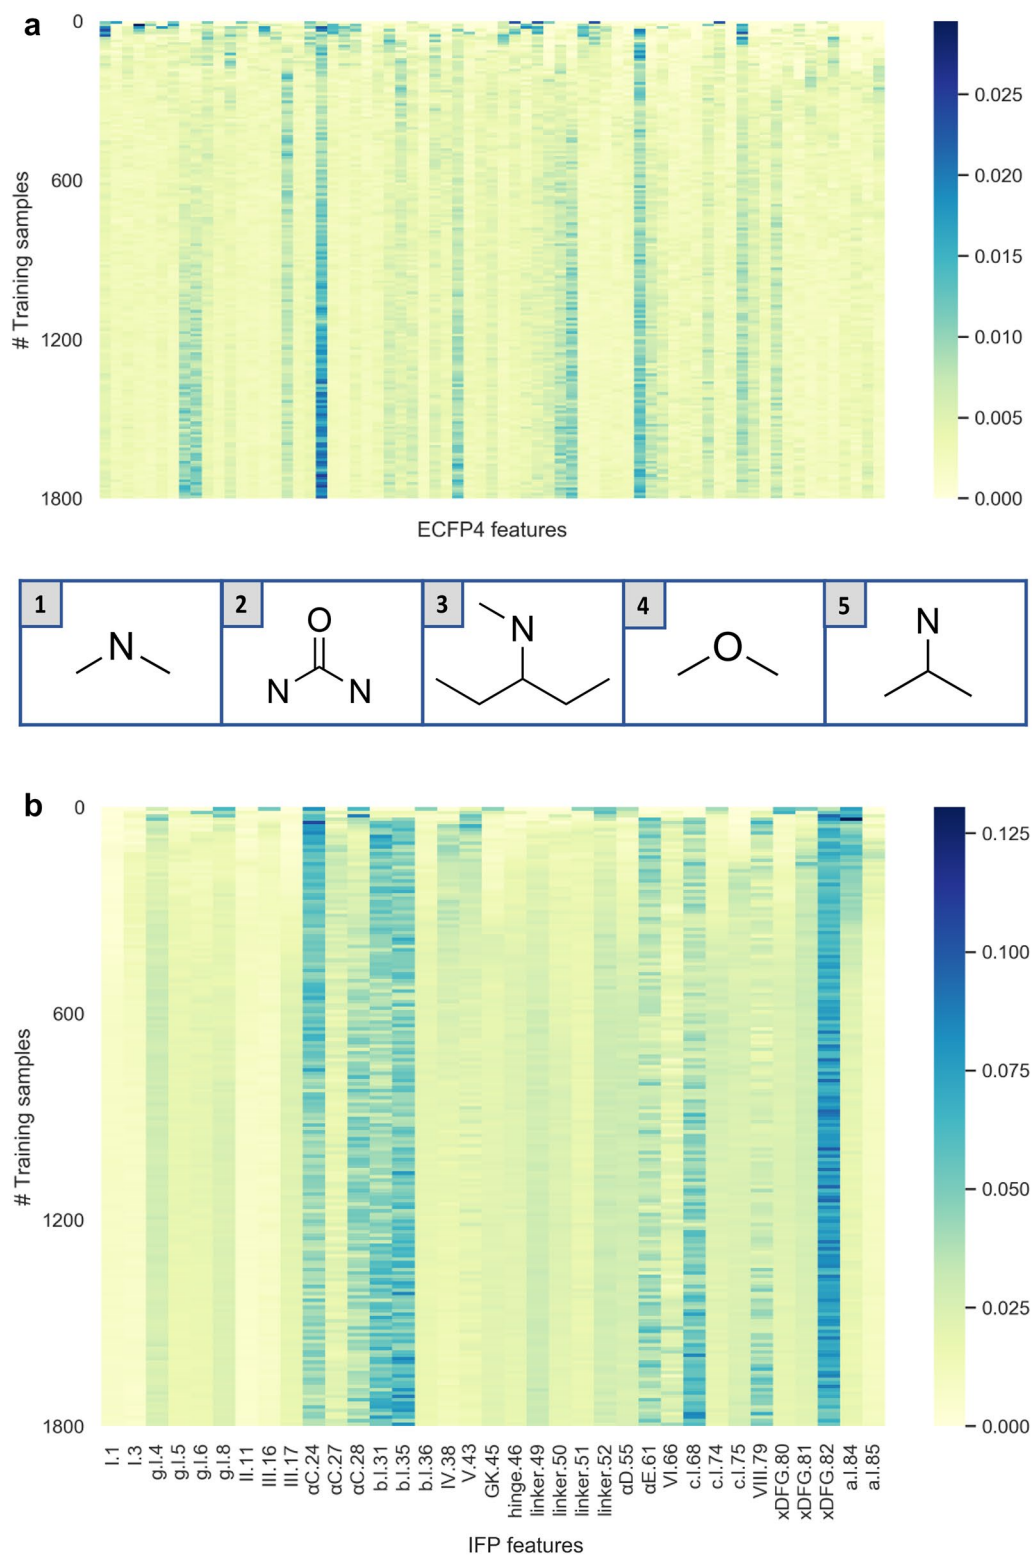 a
0
600
1200
1800
# Training samples
ECFP4 features
0.025
0.020
0.015
0.010
0.005
0.000
1
N
2
O
N N
3
N
4
O
5
N
b
0
600
1200
1800
# Training samples
0.125
0.100
0.075
0.050
0.025
0.000
I.1
I.3
g.l.4
g.l.5
g.l.6
g.l.8
II.11
III.16
III.17
αC.24
αC.27
αC.28
b.l.31
b.l.35
b.l.36
IV.38
V.43
GK.45
hinge.46
linker.49
linker.50
linker.51
linker.52
αD.55
αE.61
VI.66
c.l.68
c.l.74
c.l.75
VIII.79
xDFG.80
xDFG.81
xDFG.82
a.l.84
a.l.85
IFP features